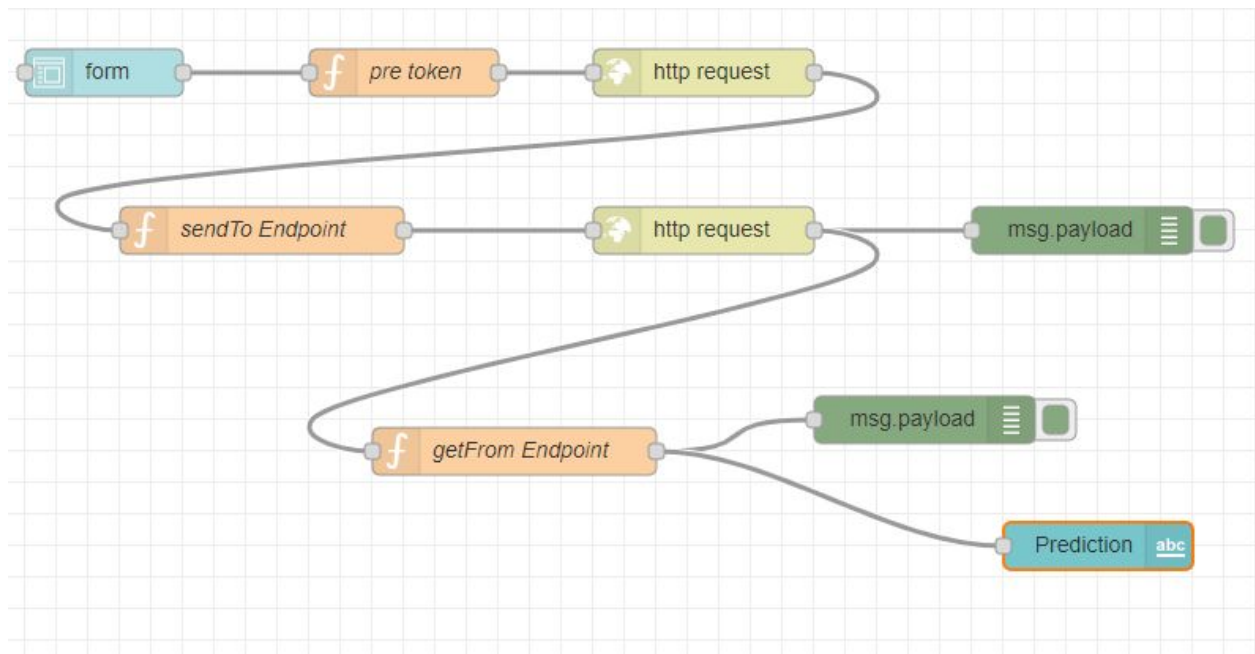 form
pre token
http request
sendTo Endpoint
http request
msg.payload
msg.payload
getFrom Endpoint
Prediction
abc